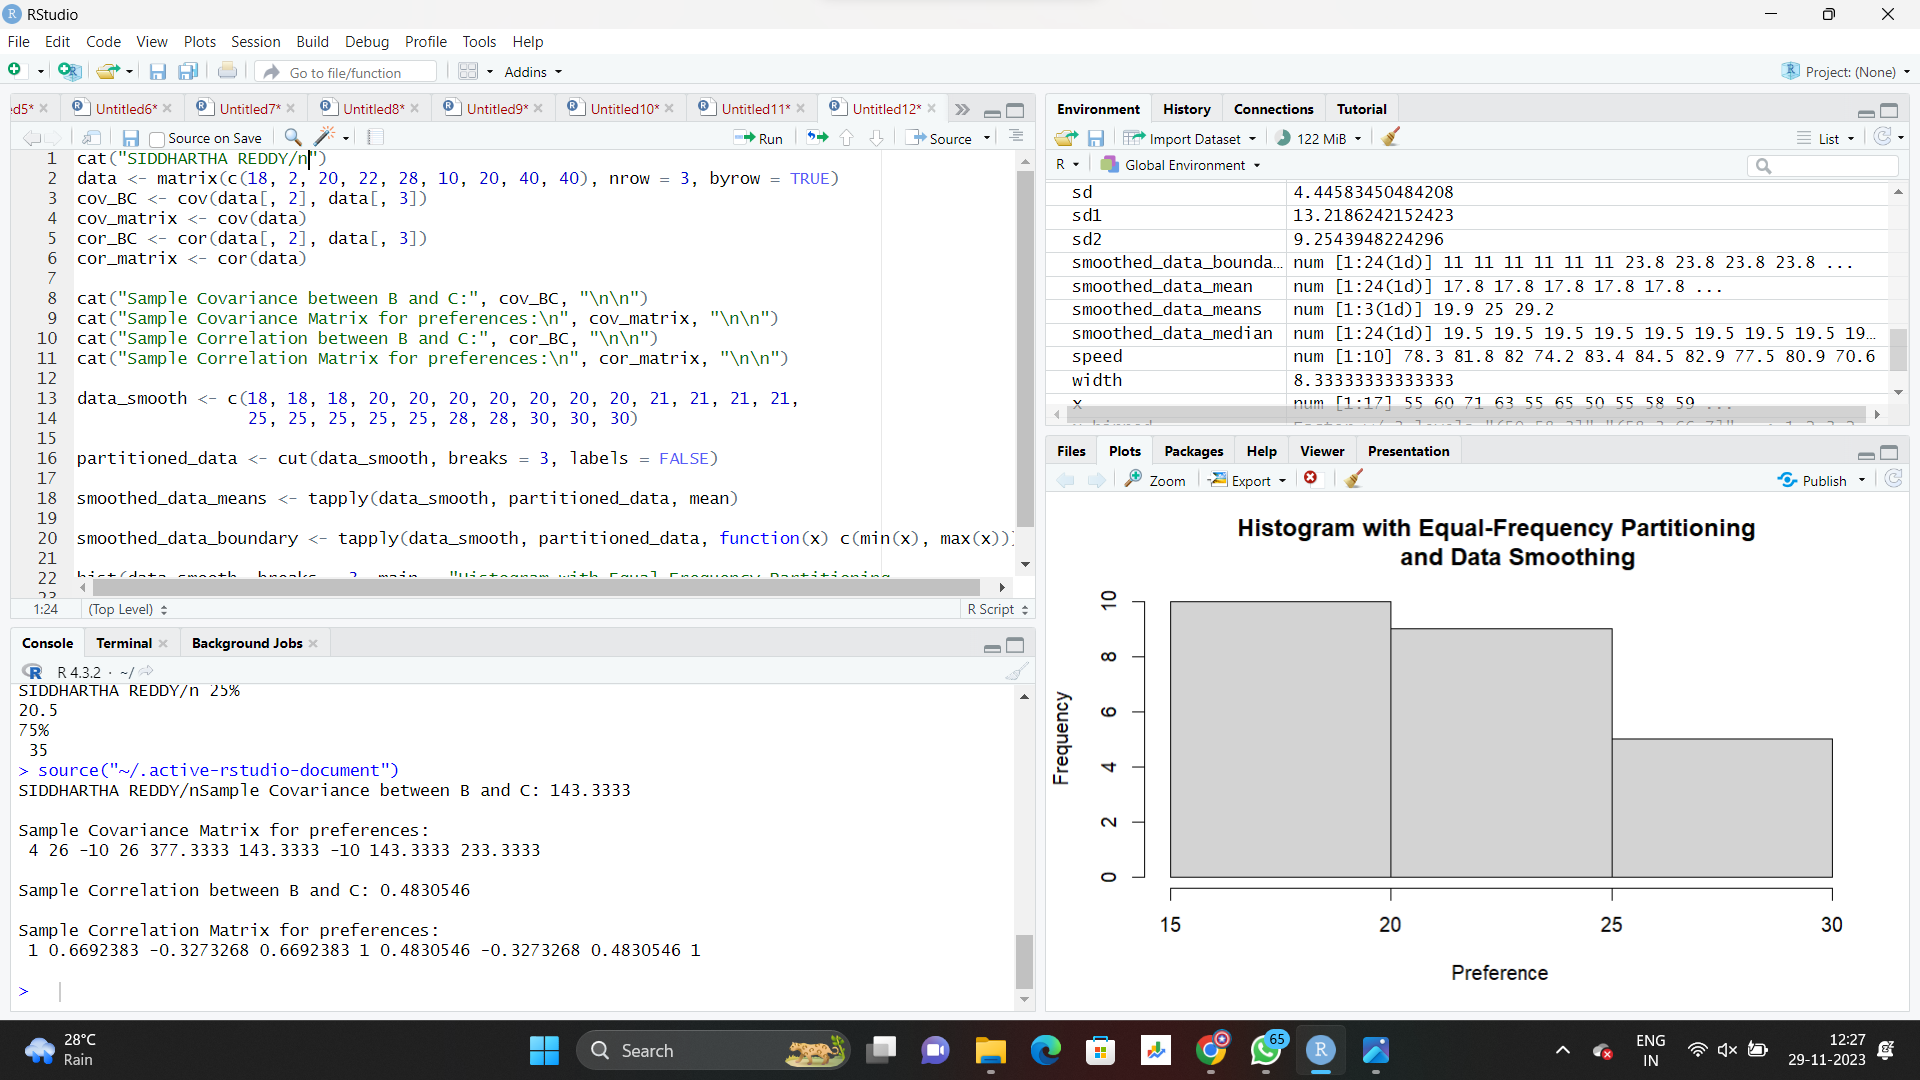 RStudio
File Edit Code View Plots Session Build Debug Profile Tools Help
Go to file/function Addins Project: (None)
ed5* Untitled6* Untitled7* Untitled8* Untitled9* Untitled10* Untitled11* Untitled12*
Source on Save Run Source
1 cat("SIDDHARTHA REDDY/n")
2 data <- matrix(c(18, 2, 20, 22, 28, 10, 20, 40, 40), nrow = 3, byrow = TRUE)
3 cov_BC <- cov(data[, 2], data[, 3])
4 cov_matrix <- cov(data)
5 cor_BC <- cor(data[, 2], data[, 3])
6 cor_matrix <- cor(data)
7
8 cat("Sample Covariance between B and C:", cov_BC, "\n\n")
9 cat("Sample Covariance Matrix for preferences:\n", cov_matrix, "\n\n")
10 cat("Sample Correlation between B and C:", cor_BC, "\n\n")
11 cat("Sample Correlation Matrix for preferences:\n", cor_matrix, "\n\n")
12
13 data_smooth <- c(18, 18, 18, 20, 20, 20, 20, 20, 20, 20, 21, 21, 21, 21,
14 25, 25, 25, 25, 25, 28, 28, 30, 30, 30)
15
16 partitioned_data <- cut(data_smooth, breaks = 3, labels = FALSE)
17
18 smoothed_data_means <- tapply(data_smooth, partitioned_data, mean)
19
20 smoothed_data_boundary <- tapply(data_smooth, partitioned_data, function(x) c(min(x), max(x)))
21
22 hist(data_smooth, breaks = 3, main = "Histogram with Equal-Frequency Partitioning
23
1:24 (Top Level) R Script
Console Terminal Background Jobs
R 4.3.2 · ~/
SIDDHARTHA REDDY/n 25%
20.5
75%
35
> source("~/.active-rstudio-document")
SIDDHARTHA REDDY/nSample Covariance between B and C: 143.3333
Sample Covariance Matrix for preferences:
4 26 -10 26 377.3333 143.3333 -10 143.3333 233.3333
Sample Correlation between B and C: 0.4830546
Sample Correlation Matrix for preferences:
1 0.6692383 -0.3273268 0.6692383 1 0.4830546 -0.3273268 0.4830546 1
>
Environment History Connections Tutorial
Import Dataset 122 MiB List
R Global Environment
sd 4.44583450484208
sd1 13.2186242152423
sd2 9.2543948224296
smoothed_data_bounda… num [1:24(1d)] 11 11 11 11 11 11 23.8 23.8 23.8 23.8 ...
smoothed_data_mean num [1:24(1d)] 17.8 17.8 17.8 17.8 17.8 ...
smoothed_data_means num [1:3(1d)] 19.9 25 29.2
smoothed_data_median num [1:24(1d)] 19.5 19.5 19.5 19.5 19.5 19.5 19.5 19.5 19…
speed num [1:10] 78.3 81.8 82 74.2 83.4 84.5 82.9 77.5 80.9 70.6
width 8.33333333333333
x num [1:17] 55 60 71 63 55 65 50 55 58 59 ...
Files Plots Packages Help Viewer Presentation
Zoom Export Publish
Histogram with Equal-Frequency Partitioning
and Data Smoothing
Frequency
10
8
6
4
2
0
15 20 25 30
Preference
28°C
Rain
Search
65
ENG
IN
12:27
29-11-2023